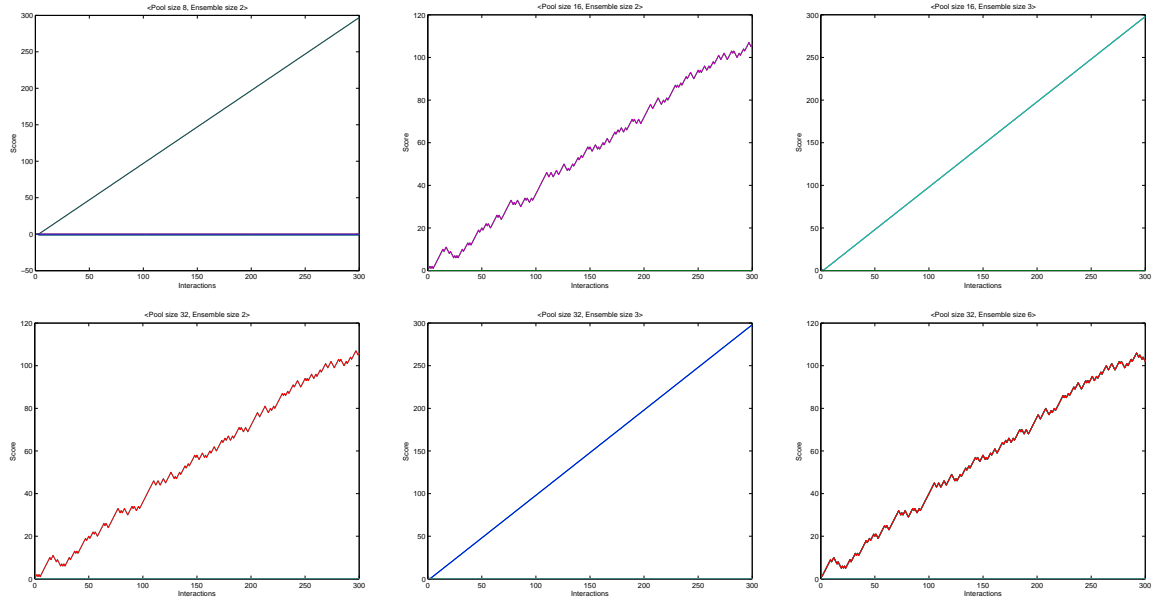 <Pool size 8, Ensemble size 2>
300
250
200
150
100
50
0
−50
Score
0 50 100 150 200 250 300
Interactions
<Pool size 16, Ensemble size 2>
120
100
80
60
40
20
0
Score
0 50 100 150 200 250 300
Interactions
<Pool size 16, Ensemble size 3>
300
250
200
150
100
50
0
Score
0 50 100 150 200 250 300
Interactions
<Pool size 32, Ensemble size 2>
120
100
80
60
40
20
0
Score
0 50 100 150 200 250 300
Interactions
<Pool size 32, Ensemble size 3>
300
250
200
150
100
50
0
Score
0 50 100 150 200 250 300
Interactions
<Pool size 32, Ensemble size 6>
120
100
80
60
40
20
0
Score
0 50 100 150 200 250 300
Interactions